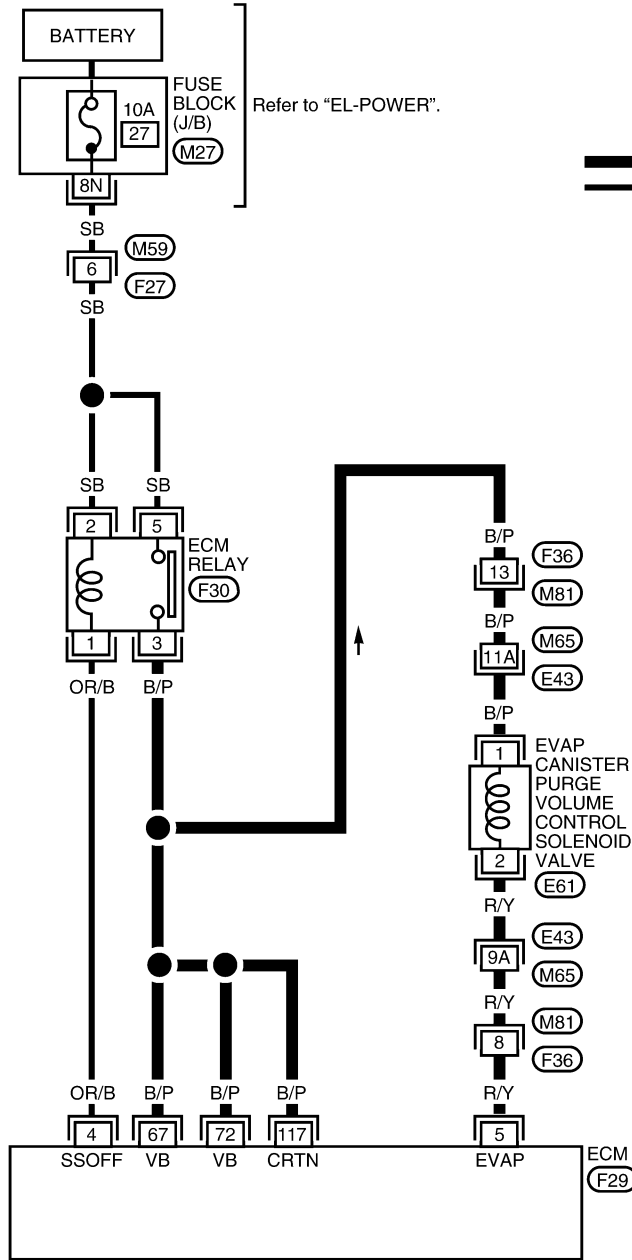 BATTERY
FUSE
BLOCK
(J/B)
Refer to “EL-POWER”.
10A
27
M27
8N
SB
M59
6
F27
SB
SB SB
2 5
ECM
RELAY
F30
1 3
OR/B B/P
B/P
F36
13
M81
B/P
M65
11A
E43
B/P
1
EVAP
CANISTER
PURGE
VOLUME
CONTROL
SOLENOID
VALVE
2
E61
R/Y
E43
9A
M65
R/Y
M81
8
F36
OR/B B/P B/P B/P R/Y
4 67 72 117 5
SSOFF VB VB CRTN EVAP
ECM
F29